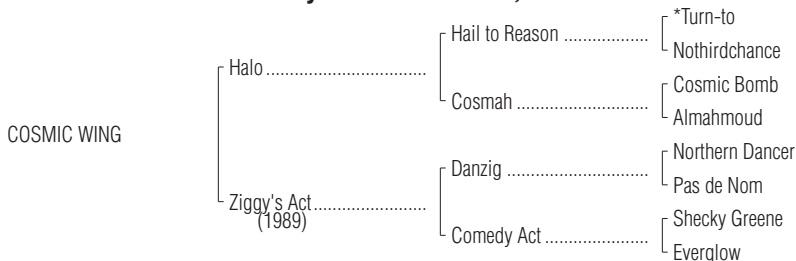 *Turn-to
Hail to Reason ..................
Nothirdchance
Halo ..................................
Cosmic Bomb
Cosmah ............................
Almahmoud
COSMIC WING
Northern Dancer
Danzig ..............................
Pas de Nom
Ziggy's Act ........................
(1989)
Shecky Greene
Comedy Act ......................
Everglow